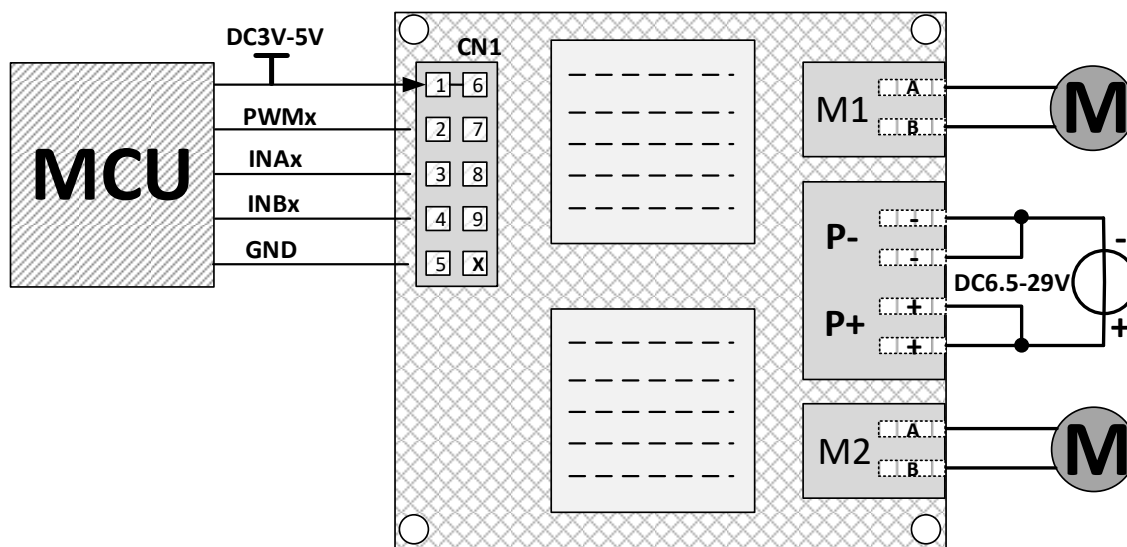 DC3V-5V
CN1
MCU
1 6
PWMx
2 7
INAx
3 8
INBx
4 9
GND
5 X
M1
A
B
M
P-
-
-
P+
+
+
DC6.5-29V
-
+
M2
A
B
M